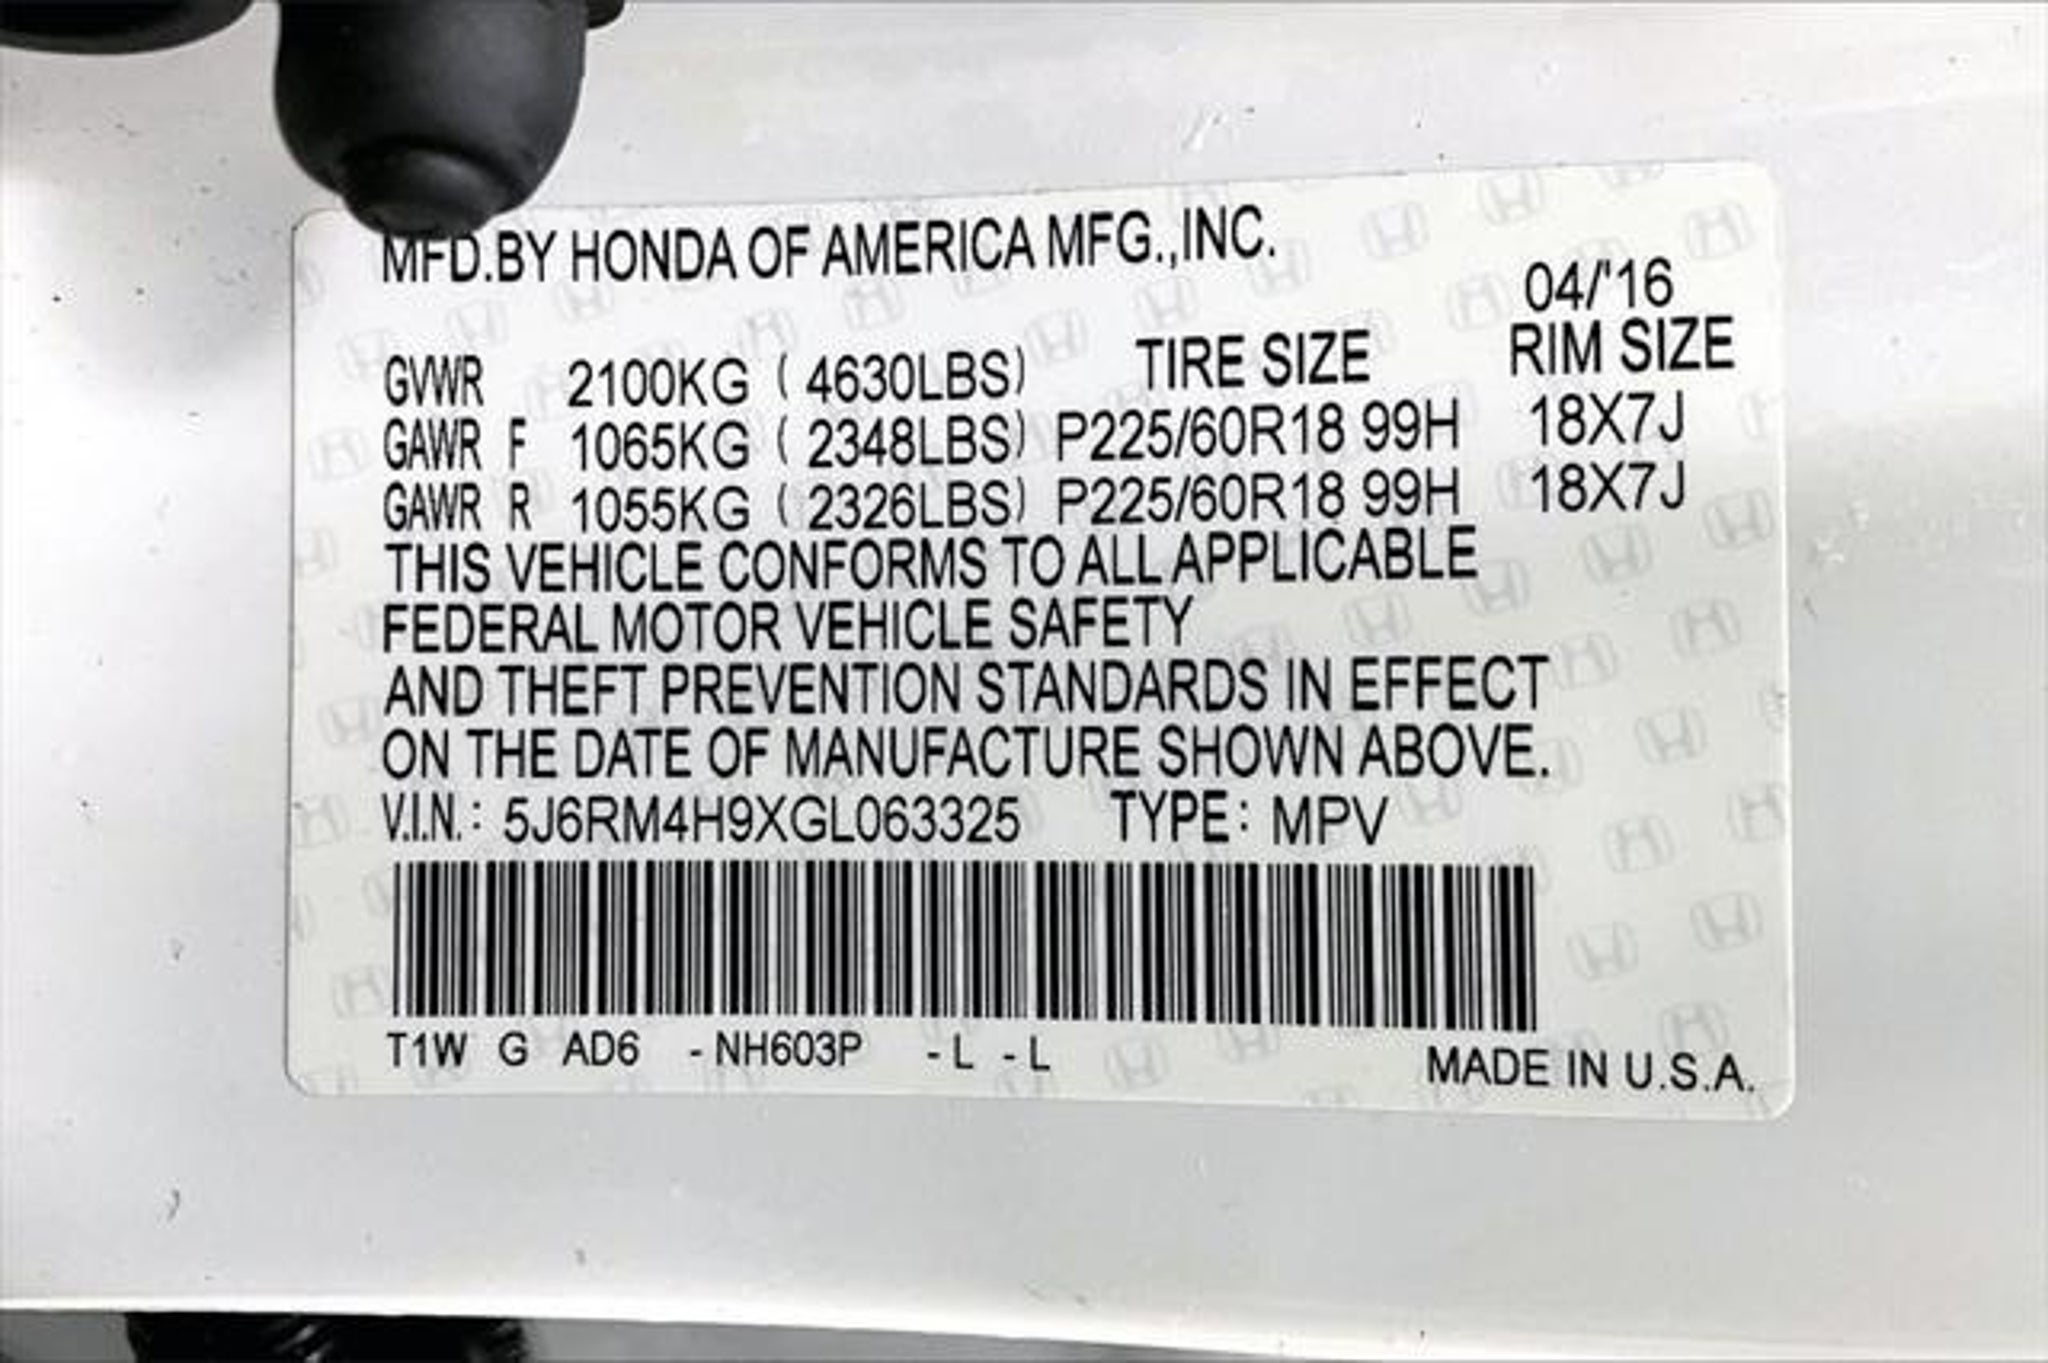 MFD.BY HONDA OF AMERICA MFG.,INC.
04/'16
GVWR 2100KG ( 4630LBS) TIRE SIZE RIM SIZE
GAWR F 1065KG ( 2348LBS) P225/60R18 99H 18X7J
GAWR R 1055KG ( 2326LBS) P225/60R18 99H 18X7J
THIS VEHICLE CONFORMS TO ALL APPLICABLE
FEDERAL MOTOR VEHICLE SAFETY
AND THEFT PREVENTION STANDARDS IN EFFECT
ON THE DATE OF MANUFACTURE SHOWN ABOVE.
V.I.N.: 5J6RM4H9XGL063325 TYPE: MPV
T1W G AD6 - NH603P - L - L
MADE IN U.S.A.